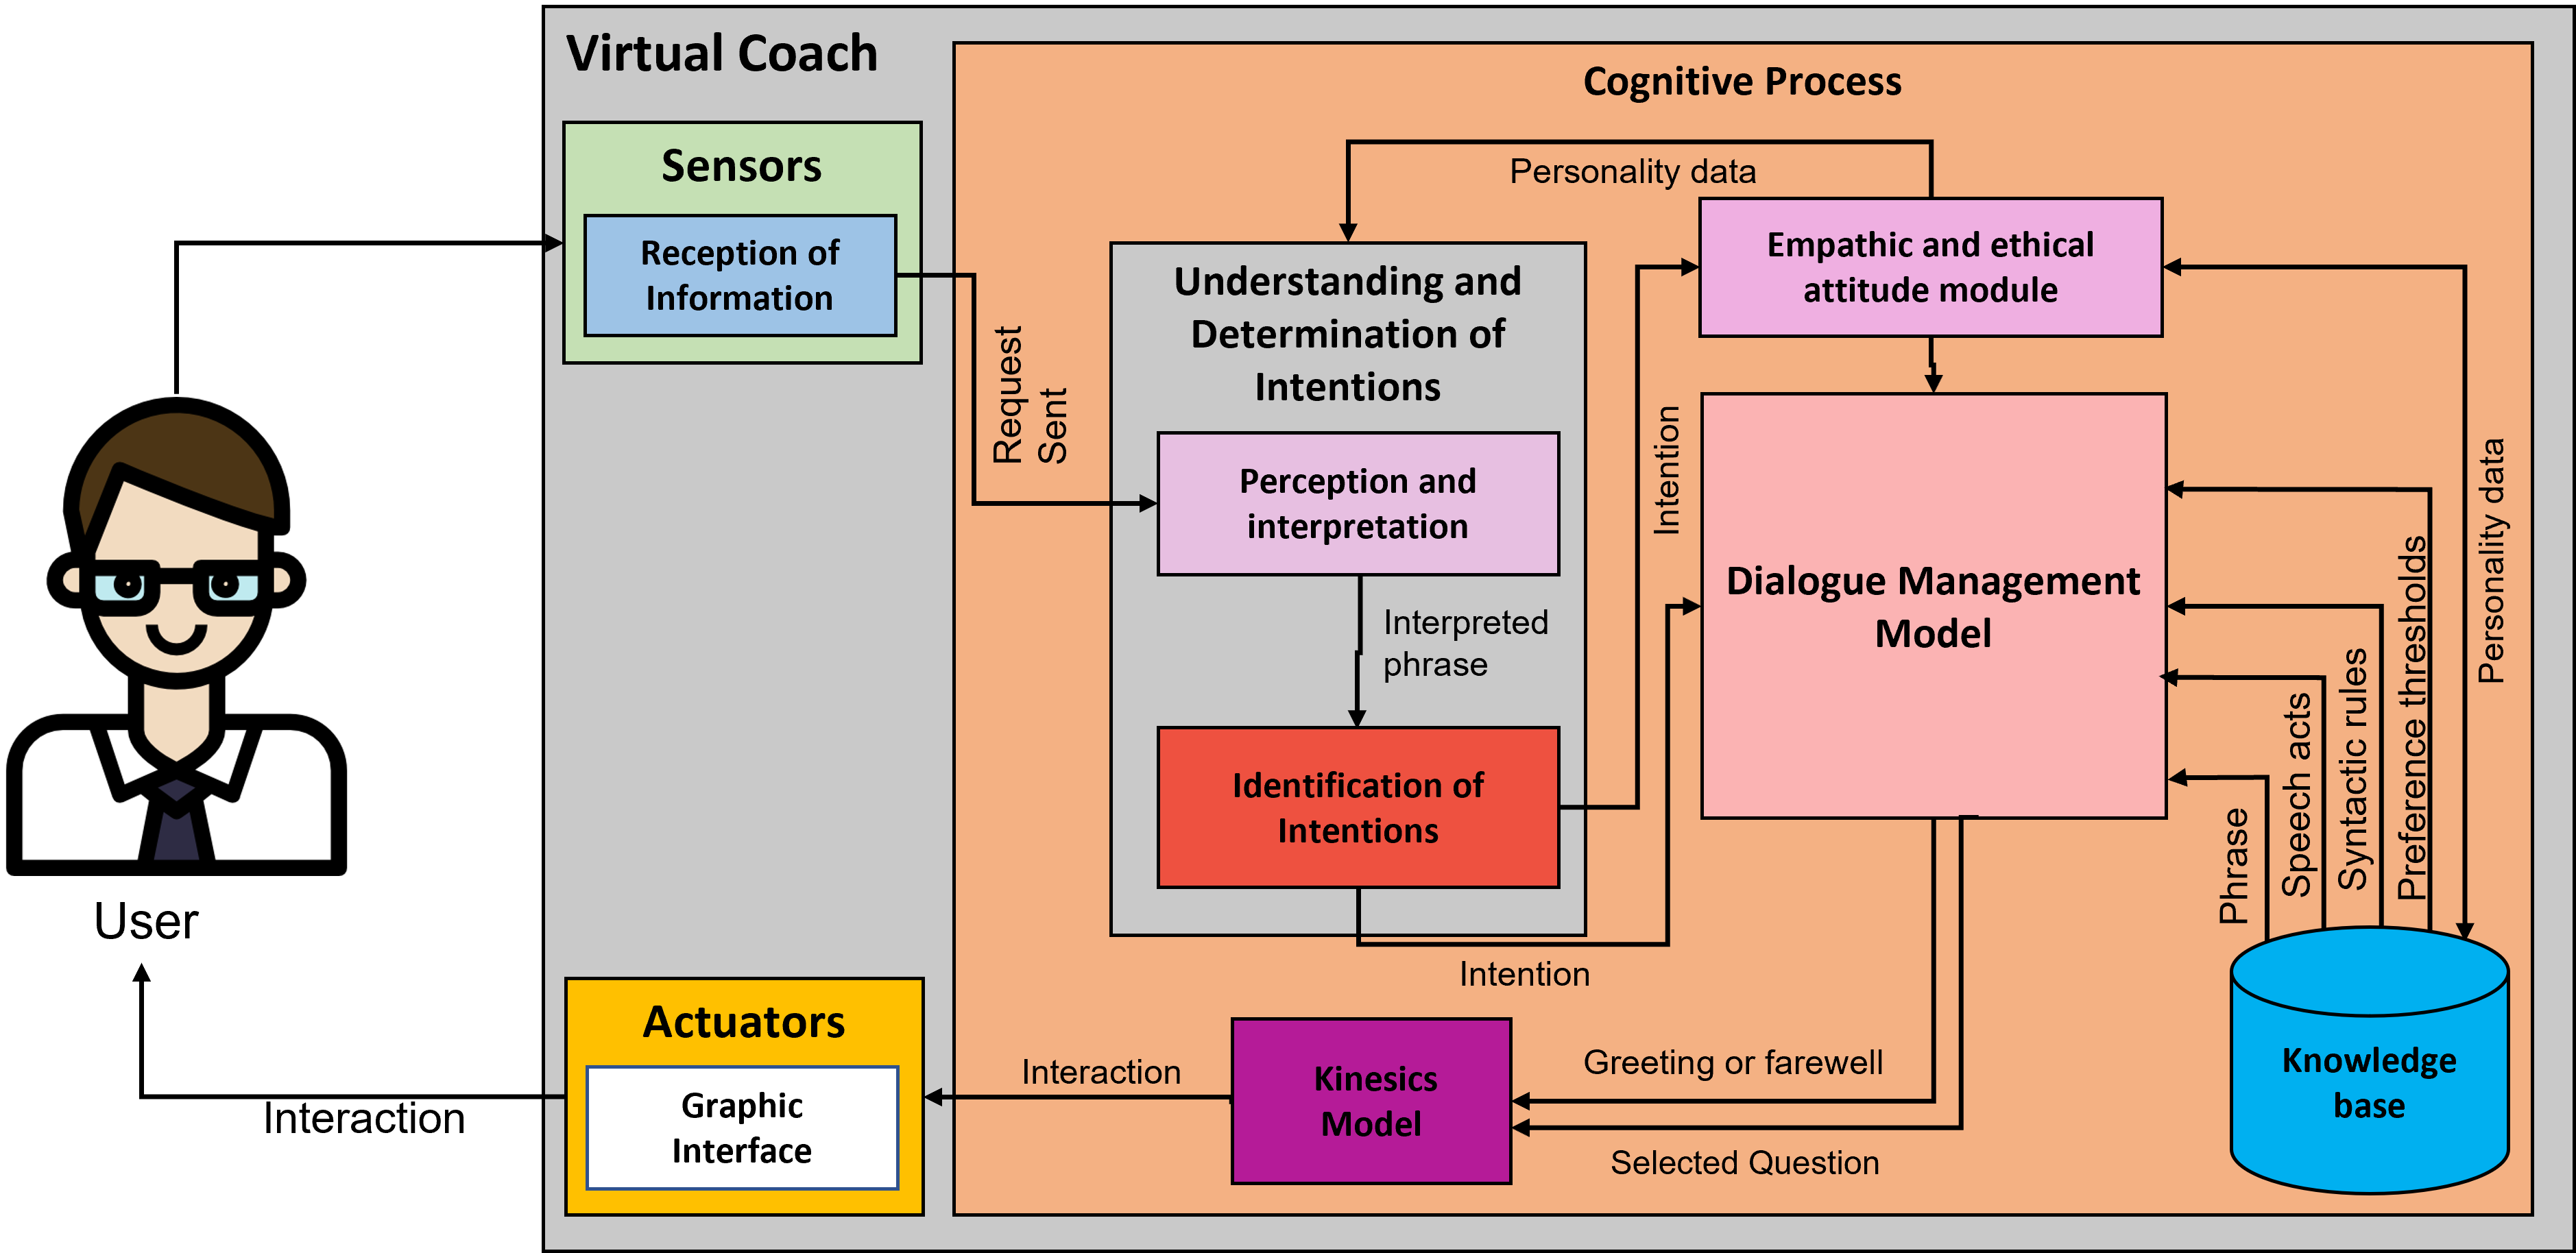 Virtual Coach
Cognitive Process
Sensors
Reception of
Information
Personality data
Empathic and ethical
attitude module
Understanding and
Determination of
Intentions
Request
Sent
Perception and
interpretation
Interpreted
phrase
Identification of
Intentions
Intention
Intention
Dialogue Management
Model
Phrase
Speech acts
Syntactic rules
Preference thresholds
Personality data
User
Actuators
Graphic
Interface
Interaction
Interaction
Kinesics
Model
Greeting or farewell
Selected Question
Knowledge
base